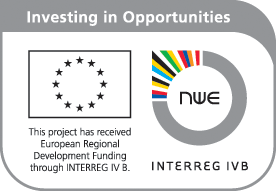 Investing in Opportunities
NWE
This project has received
European Regional
Development Funding
through INTERREG IV B.
INTERREG IVB